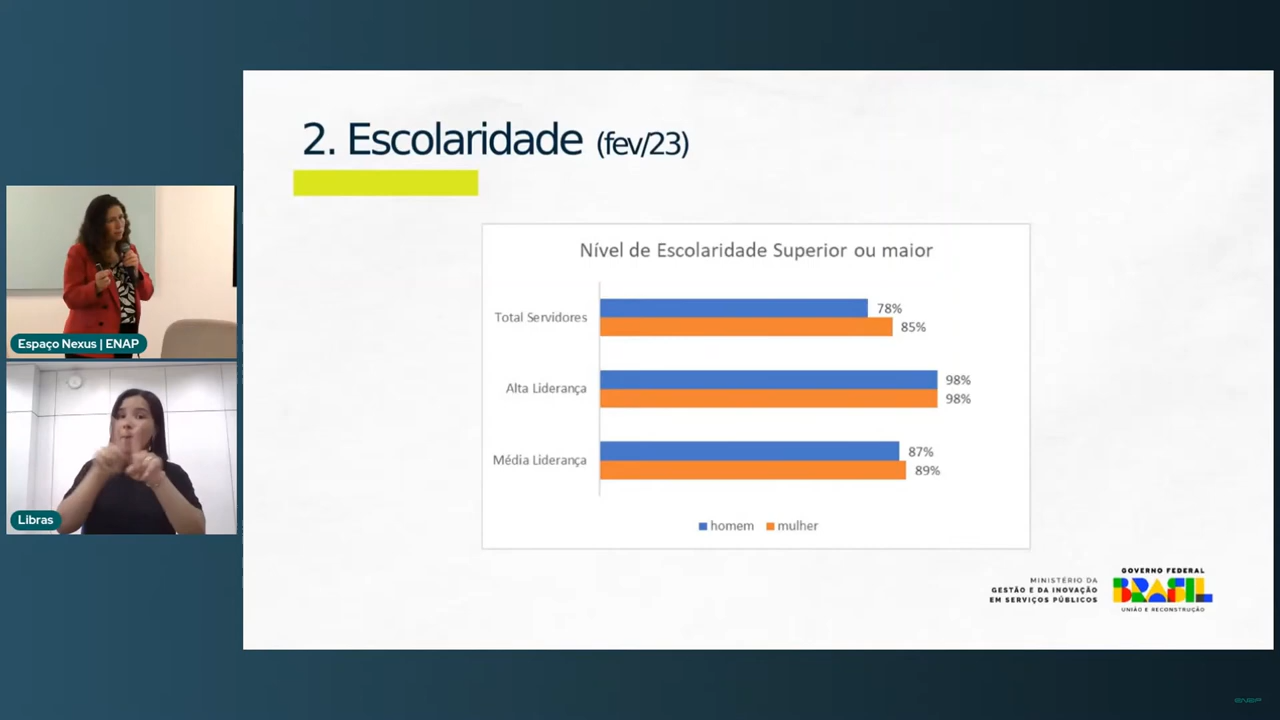 2. Escolaridade (fev/23)
Nível de Escolaridade Superior ou maior
Total Servidores
78%
85%
Alta Liderança
98%
98%
Média Liderança
87%
89%
homem mulher
Espaço Nexus | ENAP
Libras
MINISTÉRIO DA
GESTÃO E DA INOVAÇÃO
EM SERVIÇOS PÚBLICOS
GOVERNO FEDERAL
BRASIL
UNIÃO E RECONSTRUÇÃO
enap